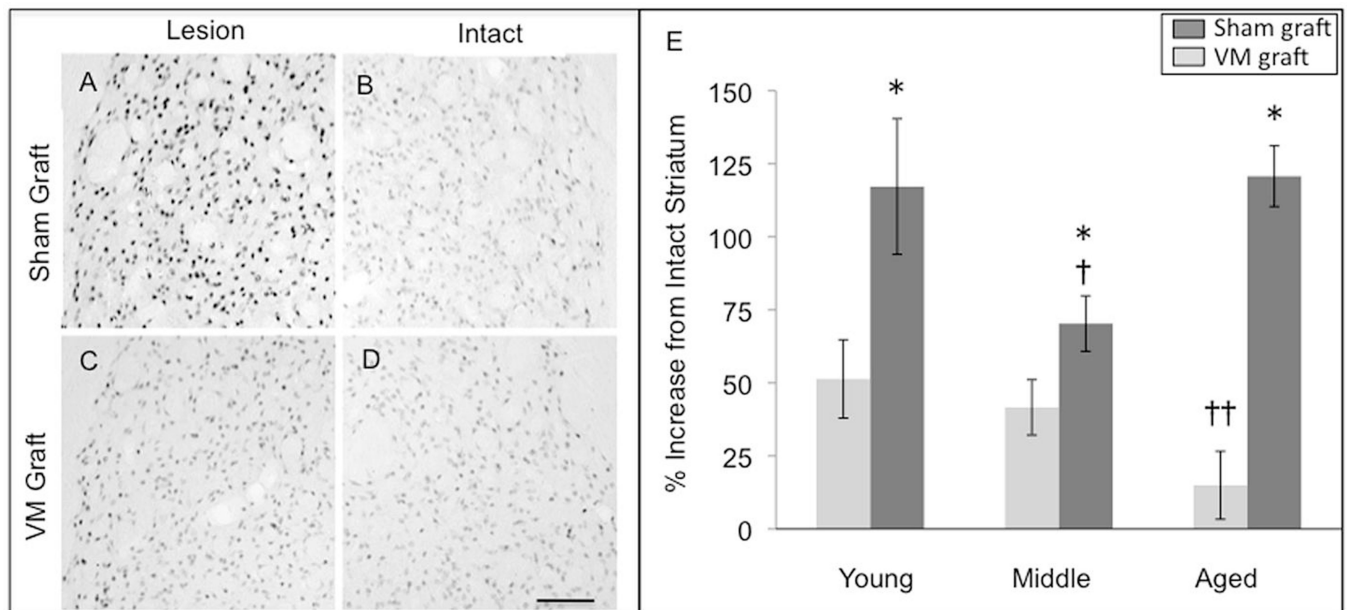 Lesion
Intact
Sham Graft
VM Graft
A
B
C
D
E
Sham graft
VM graft
% Increase from Intact Striatum
150
125
100
75
50
25
0
*
*
†
††
*
Young
Middle
Aged